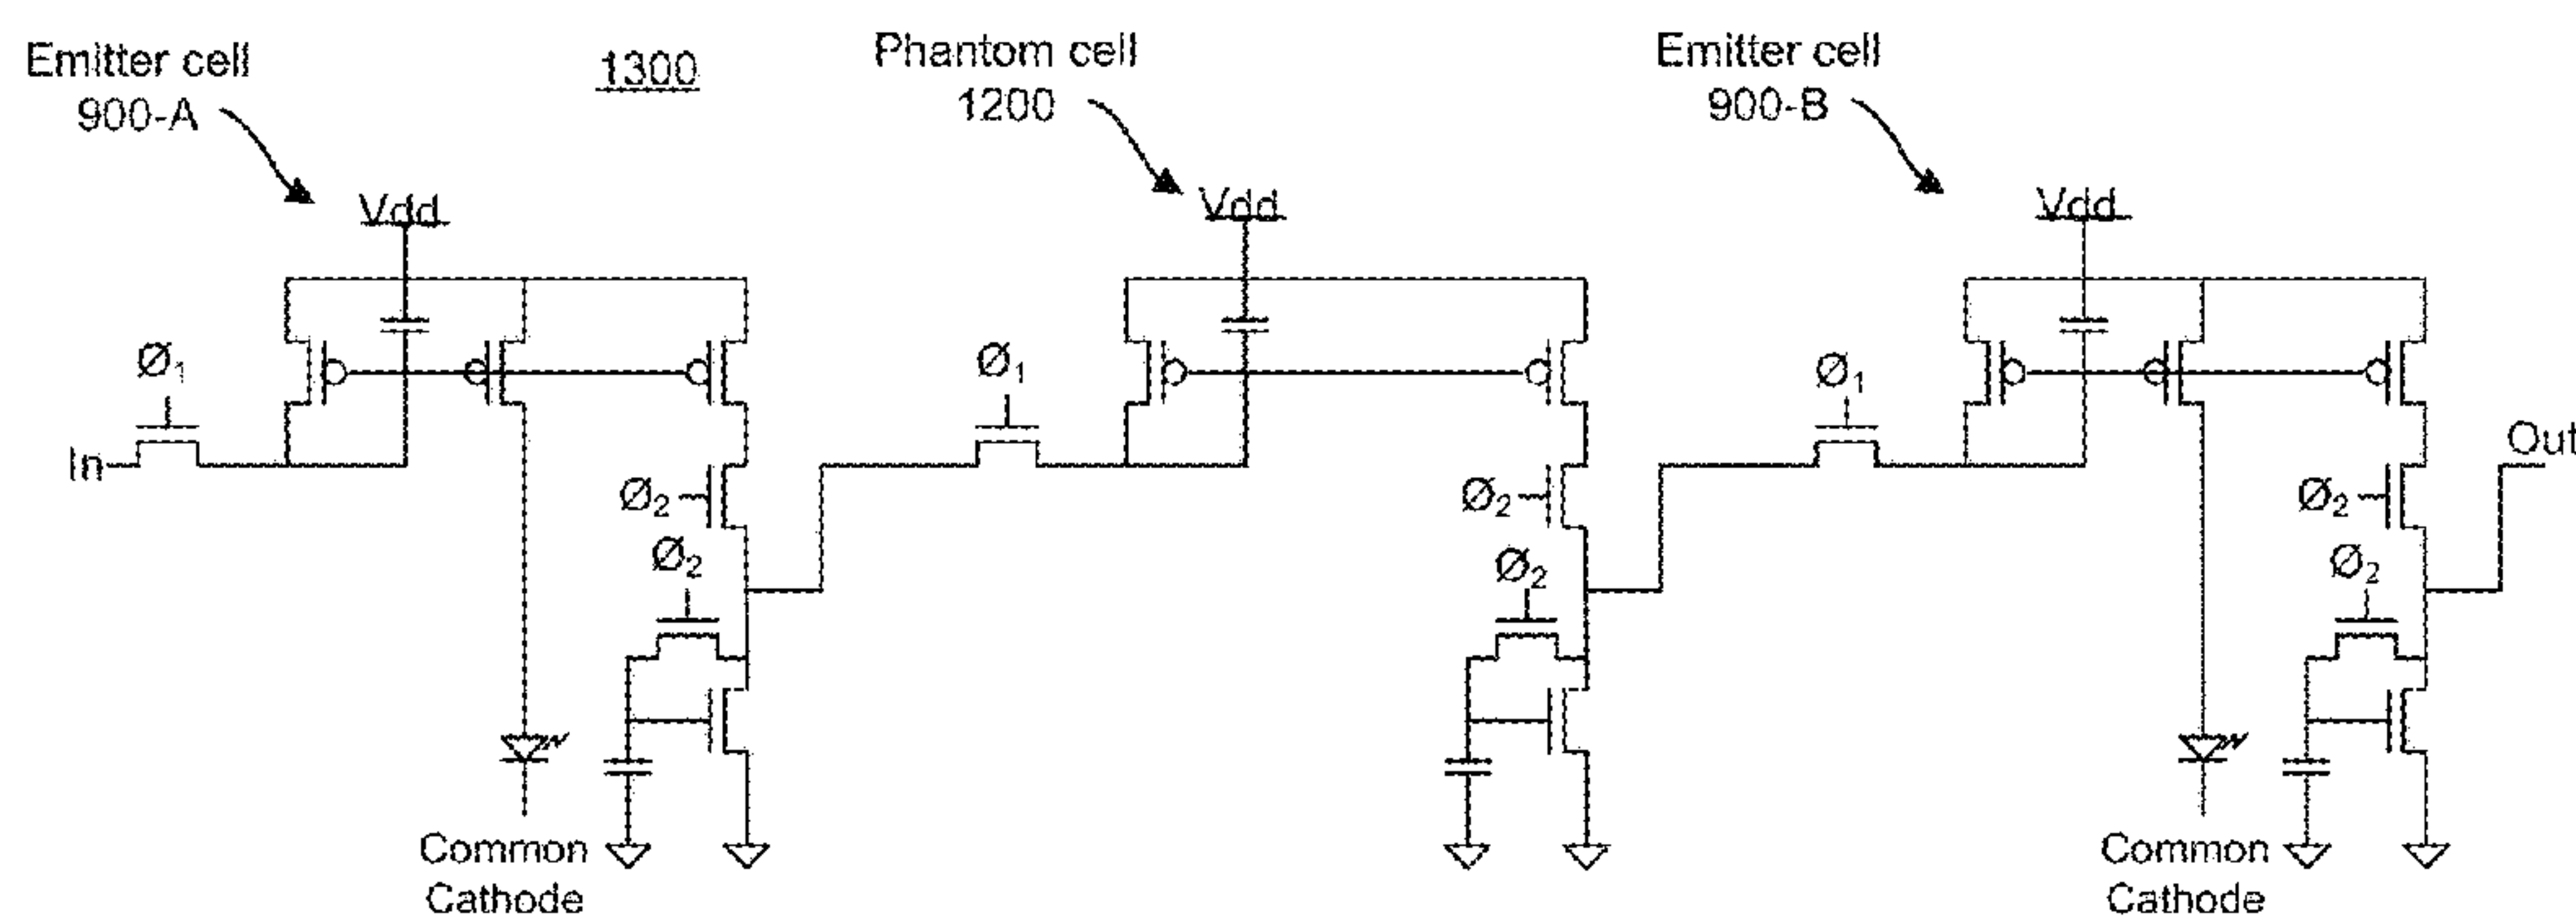 Emitter cell
900-A
1300
Phantom cell
1200
Emitter cell
900-B
Vdd
Vdd
Vdd
Ø1
Ø1
Ø1
In
Out
Ø2
Ø2
Ø2
Ø2
Ø2
Ø2
Common
Cathode
Common
Cathode